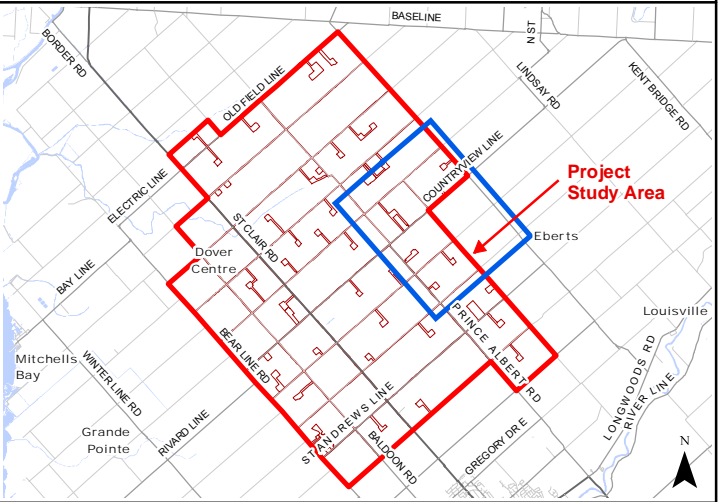 BASELINE
N ST
BORDER RD
LINDSAY RD
KENT BRIDGE RD
OLD FIELD LINE
COUNTRYVIEW LINE
Project
Study Area
ELECTRIC LINE
ST CLAIR RD
Eberts
Dover
Centre
BAY LINE
PRINCE ALBERT RD
Louisville
BEAR LINE RD
Mitchells
Bay
WINTER LINE RD
LONGWOODS RD
RIVER LINE
Grande
Pointe
RIVARD LINE
ST ANDREWS LINE
BALDOON RD
GREGORY DR E
N